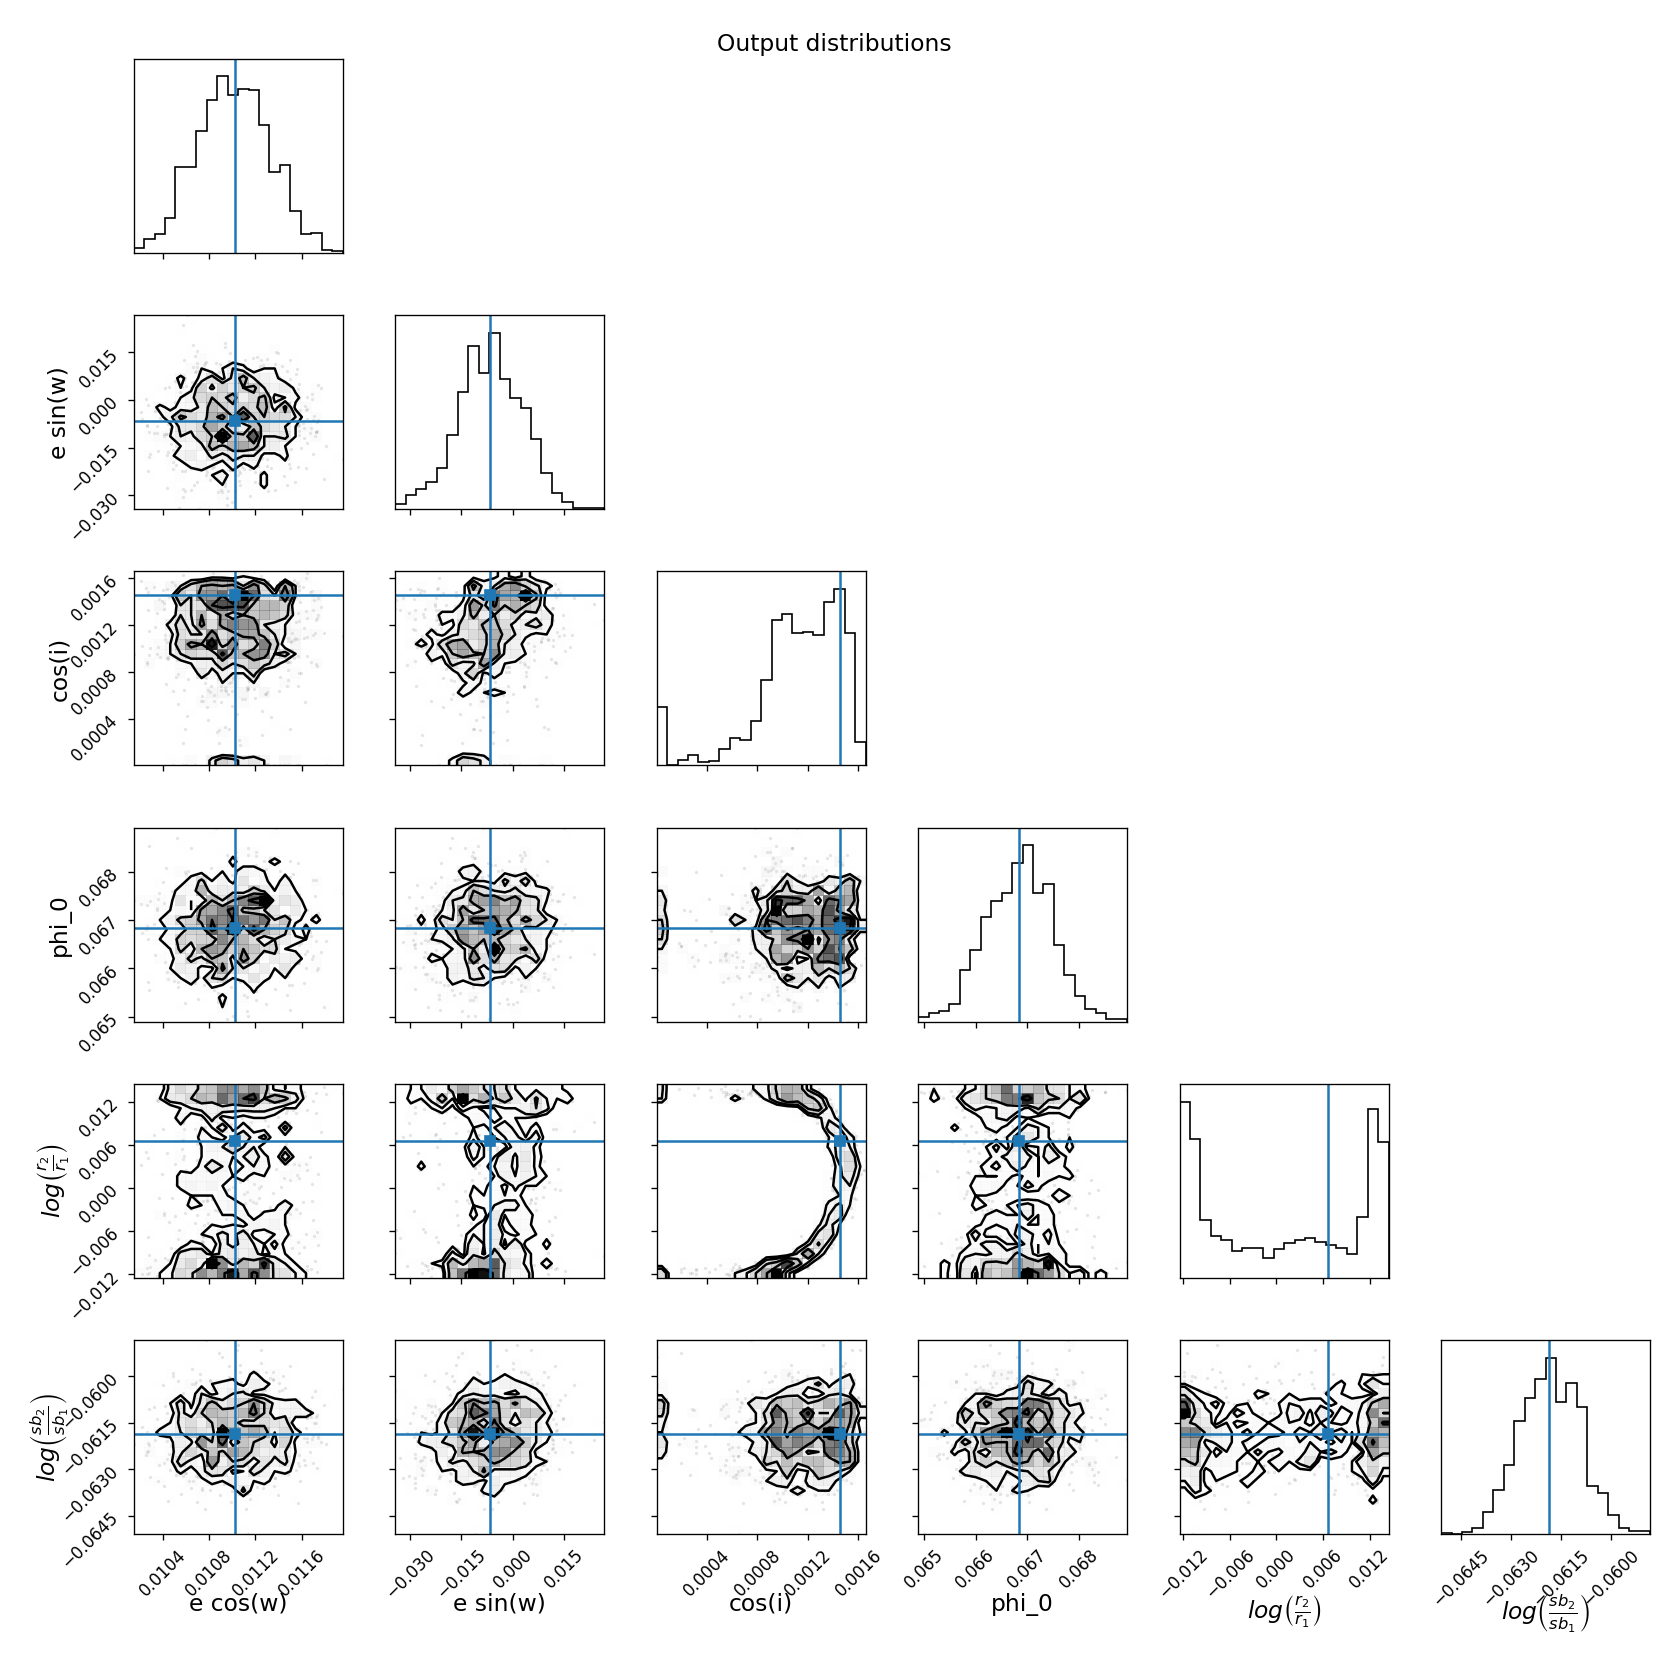 Output distributions
e sin(w)
0.015
0.000
−0.015
−0.030
cos(i)
0.0016
0.0012
0.0008
0.0004
phi_0
0.068
0.067
0.066
0.065
log(r₂/r₁)
0.012
0.006
0.000
−0.006
−0.012
log(sb₂/sb₁)
−0.0600
−0.0615
−0.0630
−0.0645
0.0104 0.0108 0.0112 0.0116
−0.030 −0.015 0.000 0.015
0.0004 0.0008 0.0012 0.0016
0.065 0.066 0.067 0.068
−0.012 −0.006 0.000 0.006 0.012
−0.0645 −0.0630 −0.0615 −0.0600
e cos(w) e sin(w) cos(i) phi_0 log(r₂/r₁) log(sb₂/sb₁)